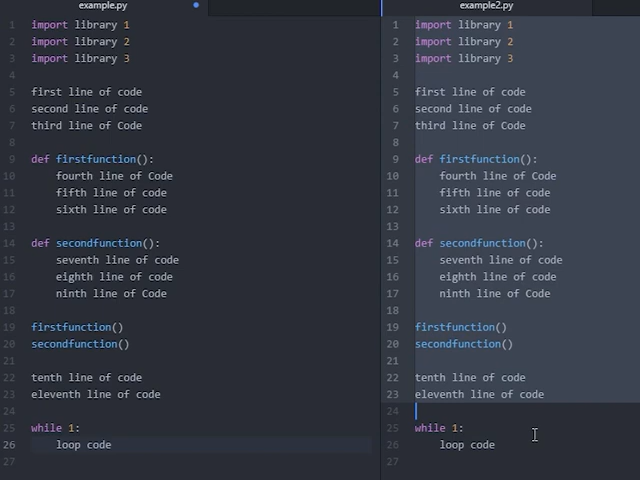 example.py
1 import library 1
2 import library 2
3 import library 3
4
5 first line of code
6 second line of code
7 third line of Code
8
9 def firstfunction():
10 fourth line of Code
11 fifth line of code
12 sixth line of code
13
14 def secondfunction():
15 seventh line of code
16 eighth line of code
17 ninth line of Code
18
19 firstfunction()
20 secondfunction()
21
22 tenth line of code
23 eleventh line of code
24
25 while 1:
26 loop code
27
example2.py
1 import library 1
2 import library 2
3 import library 3
4
5 first line of code
6 second line of code
7 third line of Code
8
9 def firstfunction():
10 fourth line of Code
11 fifth line of code
12 sixth line of code
13
14 def secondfunction():
15 seventh line of code
16 eighth line of code
17 ninth line of Code
18
19 firstfunction()
20 secondfunction()
21
22 tenth line of code
23 eleventh line of code
24
25 while 1:
26 loop code
27